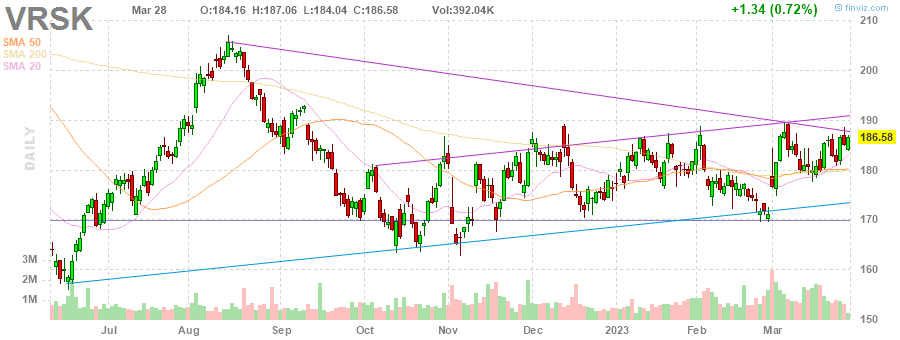 VRSK Mar 28 O:184.16 H:187.06 L:184.04 C:186.58 Vol:392.04K +1.34 (0.72%) © finviz.com
SMA 50
SMA 200
SMA 20
DAILY
210
200
190
186.58
180
170
160
150
3M
2M
1M
Jul Aug Sep Oct Nov Dec 2023 Feb Mar